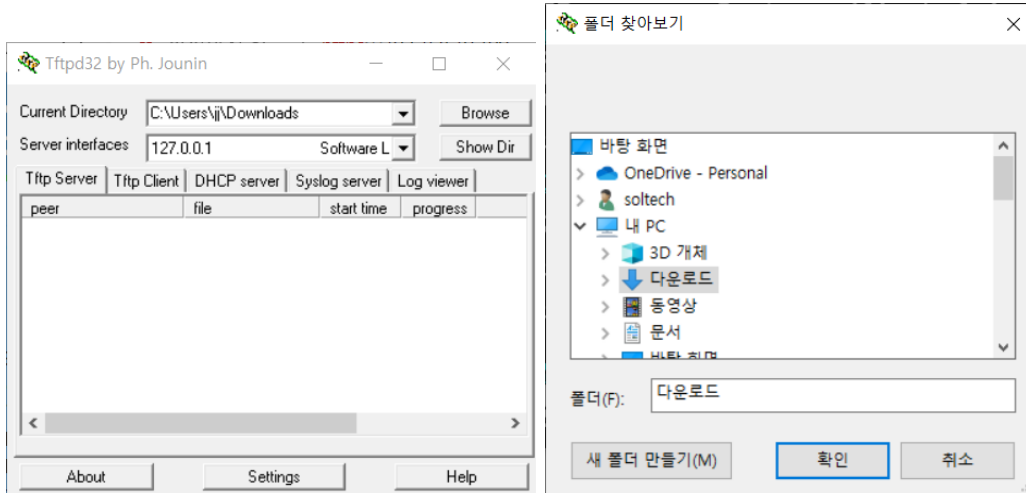 Tftpd32 by Ph. Jounin
Current Directory C:\Users\jj\Downloads Browse
Server interfaces 127.0.0.1 Software L Show Dir
Tftp Server Tftp Client DHCP server Syslog server Log viewer
peer file start time progress
About Settings Help
폴더 찾아보기
바탕 화면
OneDrive - Personal
soltech
내 PC
3D 개체
다운로드
동영상
문서
바탕 화면
폴더(F): 다운로드
새 폴더 만들기(M) 확인 취소